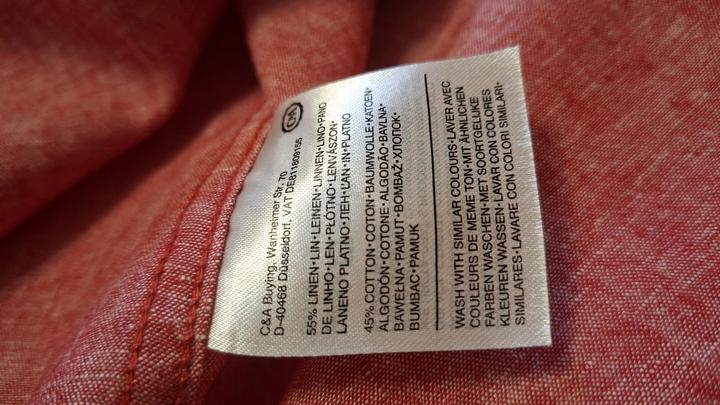 C&A
C&A Buying, Wanheimer Str. 70
D-40468 Düsseldorf, VAT DE811809155
55% LINEN•LIN•LEINEN•LINNEN•LINO•PANO
DE LINHO•LEN•PŁÓTNO•LENVÁSZON•
LANENO PLATNO•ЛЕН•ĽAN•IN•PLATNO
45% COTTON•COTON•BAUMWOLLE•KATOEN•
ALGODÓN•COTONE•ALGODÃO•BAVLNA•
BAWEŁNA•PAMUT•BOMBAŽ•ХЛОПОК•
BUMBAC•PAMUK
WASH WITH SIMILAR COLOURS•LAVER AVEC
COULEURS DE MEME TON•MIT ÄHNLICHEN
FARBEN WASCHEN•MET SOORTGELIJKE
KLEUREN WASSEN•LAVAR CON COLORES
SIMILARES•LAVARE CON COLORI SIMILARI•